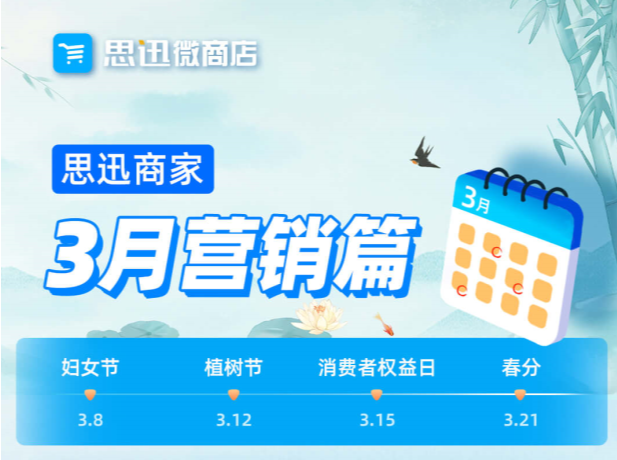 思迅微商店
思迅商家
3月营销篇
3月
妇女节 植树节 消费者权益日 春分
3.8 3.12 3.15 3.21